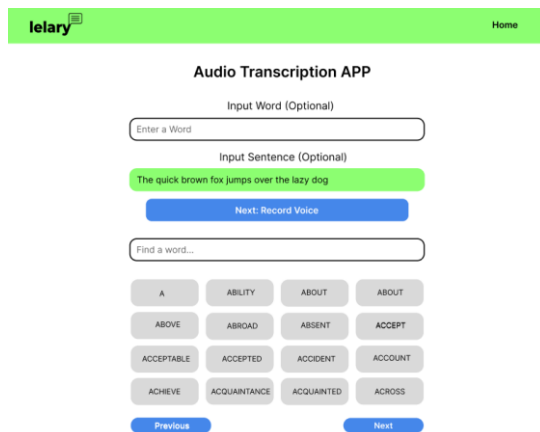 lelary
Home
Audio Transcription APP
Input Word (Optional)
Enter a Word
Input Sentence (Optional)
The quick brown fox jumps over the lazy dog
Next: Record Voice
Find a word...
A ABILITY ABOUT ABOUT
ABOVE ABROAD ABSENT ACCEPT
ACCEPTABLE ACCEPTED ACCIDENT ACCOUNT
ACHIEVE ACQUAINTANCE ACQUAINTED ACROSS
Previous Next